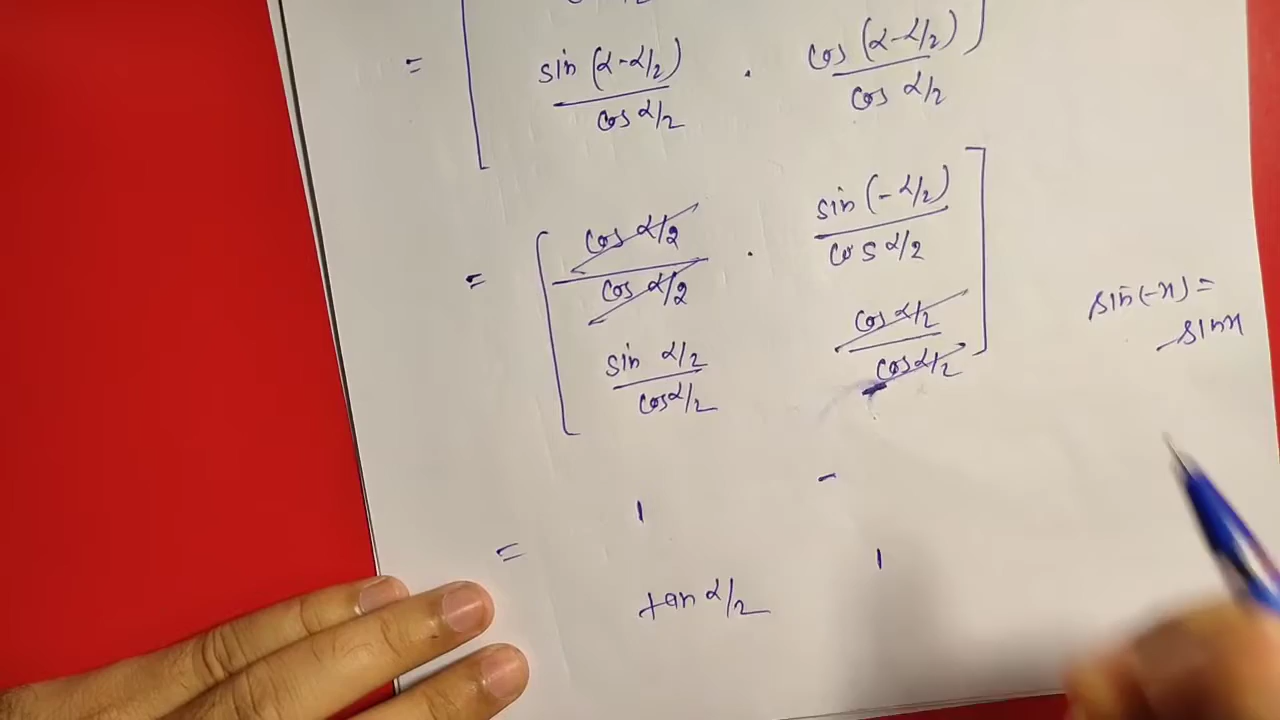 = [ sin (α-α/2) / cos α/2 . cos (α-α/2) / cos α/2 ]
= [ cos α/2 / cos α/2 . sin (-α/2) / cos α/2
sin α/2 / cos α/2 cos α/2 / cos α/2 ]
sin(-x) =
-sinx
= 1 -
tan α/2 1